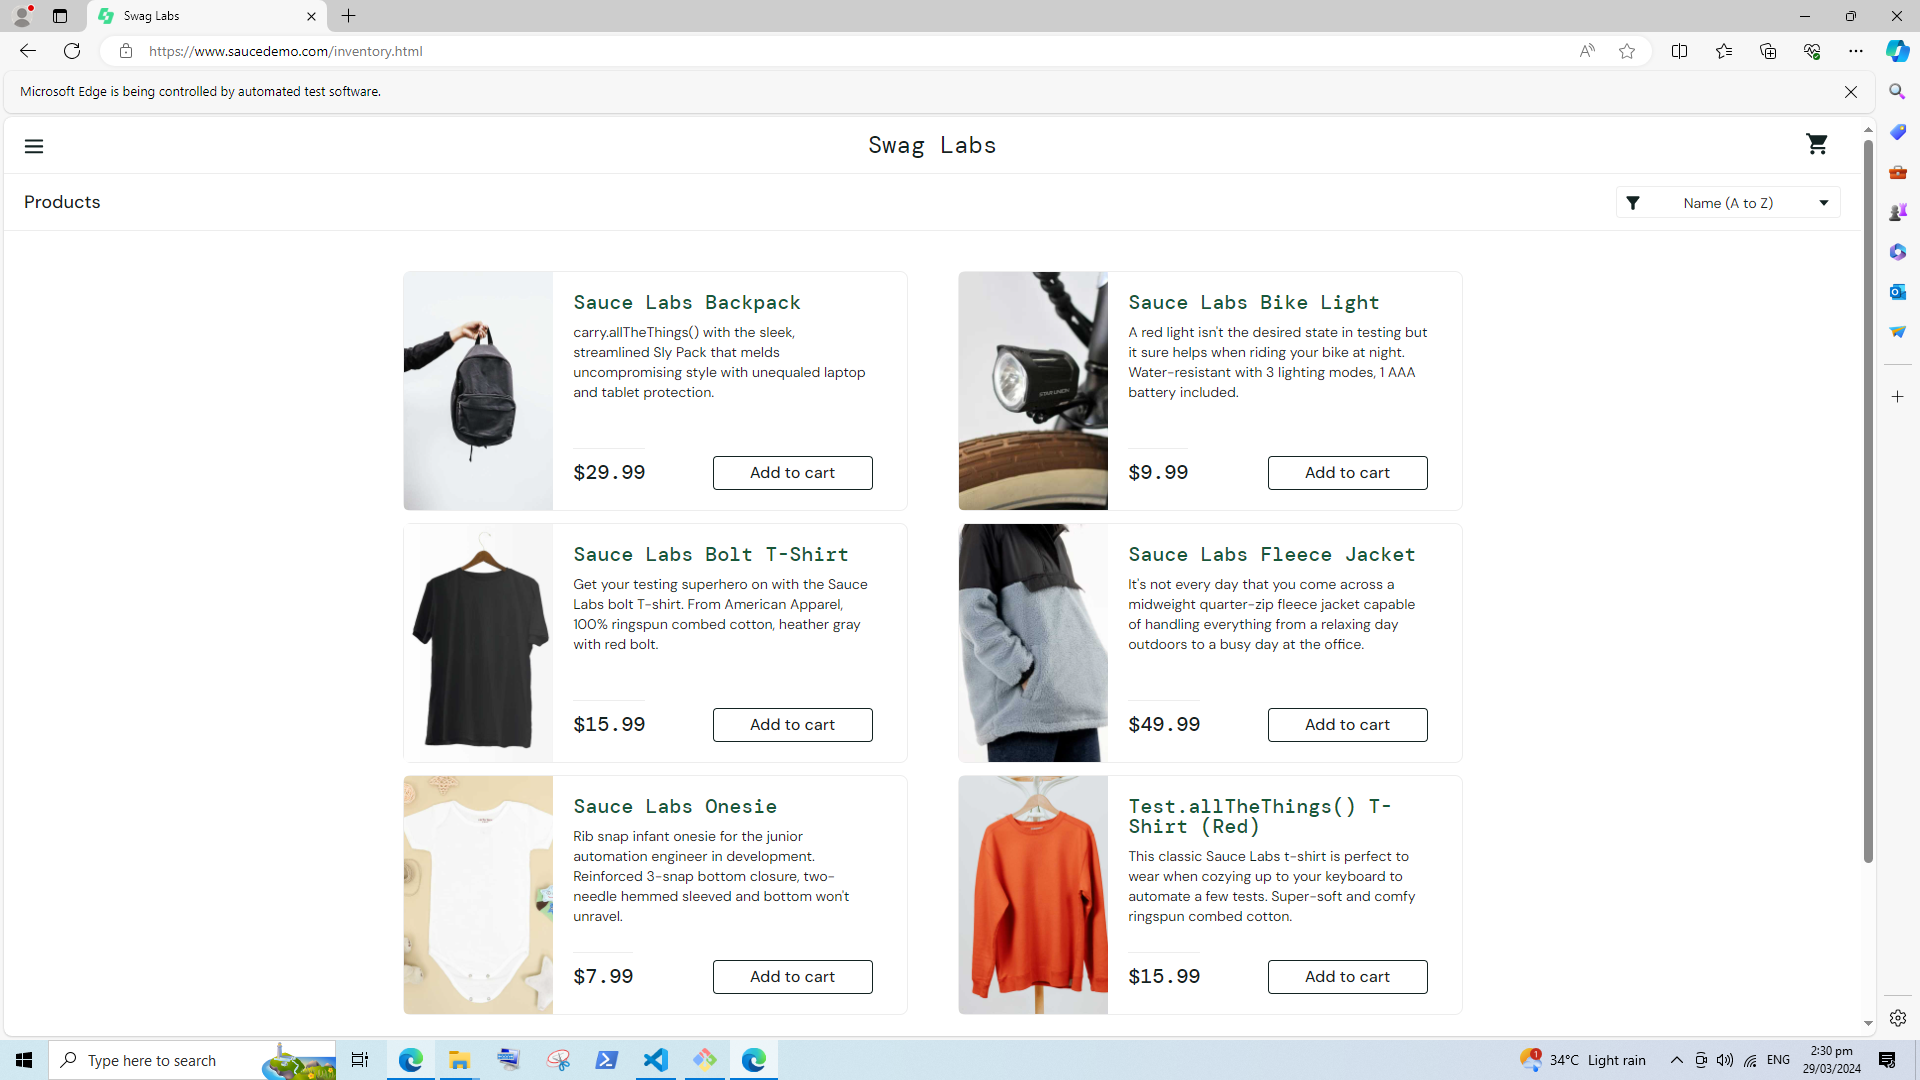 Swag Labs
https://www.saucedemo.com/inventory.html
Microsoft Edge is being controlled by automated test software.
Swag Labs
Products
Name (A to Z)
Sauce Labs Backpack
carry.allTheThings() with the sleek,
streamlined Sly Pack that melds
uncompromising style with unequaled laptop
and tablet protection.
$29.99
Add to cart
Sauce Labs Bike Light
A red light isn't the desired state in testing but
it sure helps when riding your bike at night.
Water-resistant with 3 lighting modes, 1 AAA
battery included.
$9.99
Add to cart
Sauce Labs Bolt T-Shirt
Get your testing superhero on with the Sauce
Labs bolt T-shirt. From American Apparel,
100% ringspun combed cotton, heather gray
with red bolt.
$15.99
Add to cart
Sauce Labs Fleece Jacket
It's not every day that you come across a
midweight quarter-zip fleece jacket capable
of handling everything from a relaxing day
outdoors to a busy day at the office.
$49.99
Add to cart
Sauce Labs Onesie
Rib snap infant onesie for the junior
automation engineer in development.
Reinforced 3-snap bottom closure, two-
needle hemmed sleeved and bottom won't
unravel.
$7.99
Add to cart
Test.allTheThings() T-
Shirt (Red)
This classic Sauce Labs t-shirt is perfect to
wear when cozying up to your keyboard to
automate a few tests. Super-soft and comfy
ringspun combed cotton.
$15.99
Add to cart
Type here to search
1
34°C Light rain
ENG
2:30 pm
29/03/2024